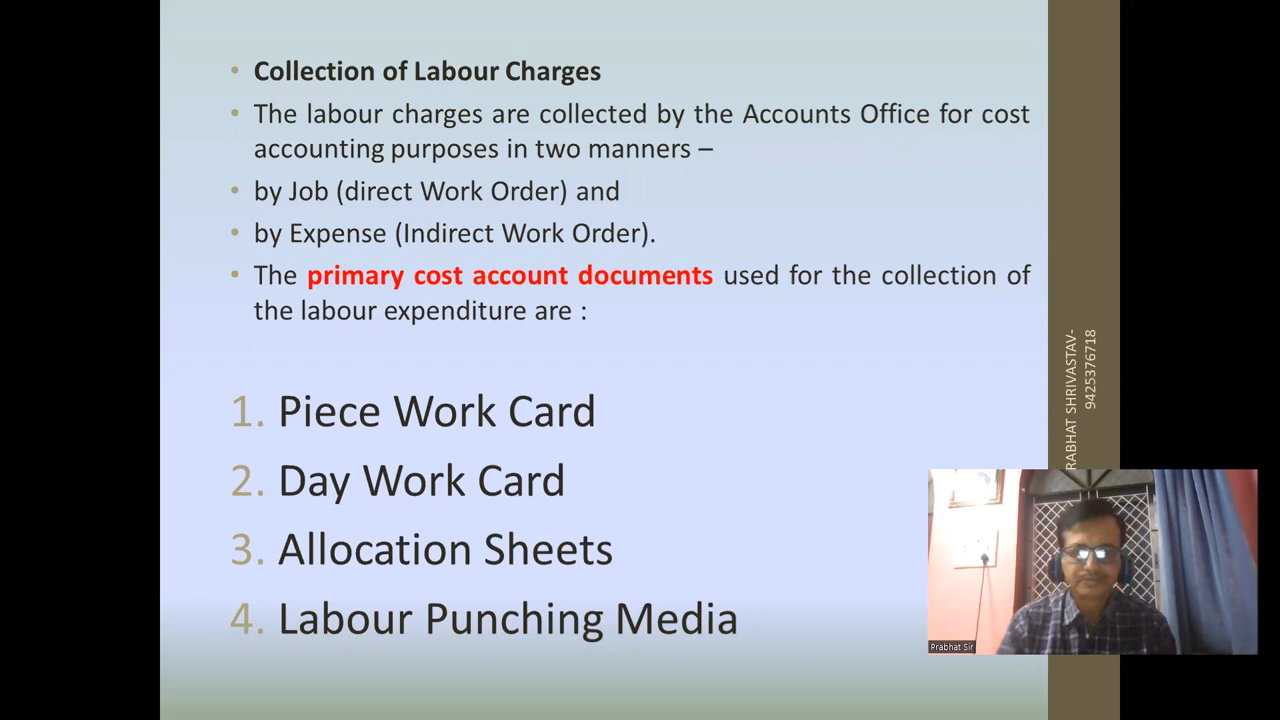 Collection of Labour Charges
The labour charges are collected by the Accounts Office for cost
accounting purposes in two manners –
by Job (direct Work Order) and
by Expense (Indirect Work Order).
The primary cost account documents used for the collection of
the labour expenditure are :
1. Piece Work Card
2. Day Work Card
3. Allocation Sheets
4. Labour Punching Media
RABHAT SHRIVASTAV-
9425376718
Prabhat Sir